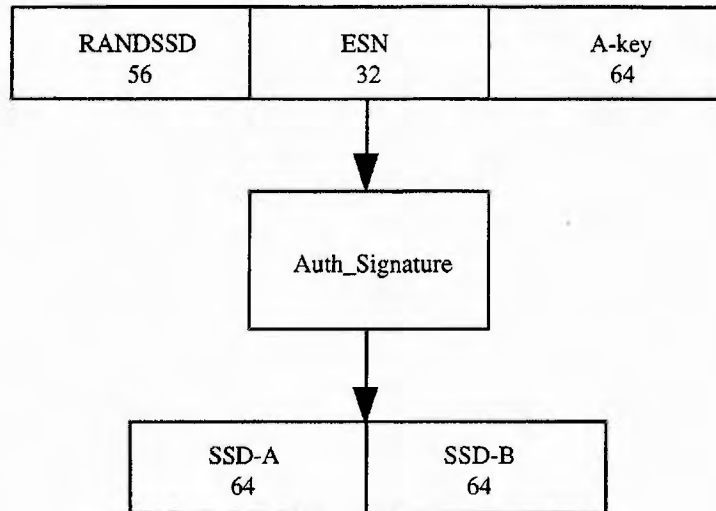 RANDSSD ESN A-key
56 32 64
Auth_Signature
SSD-A SSD-B
64 64